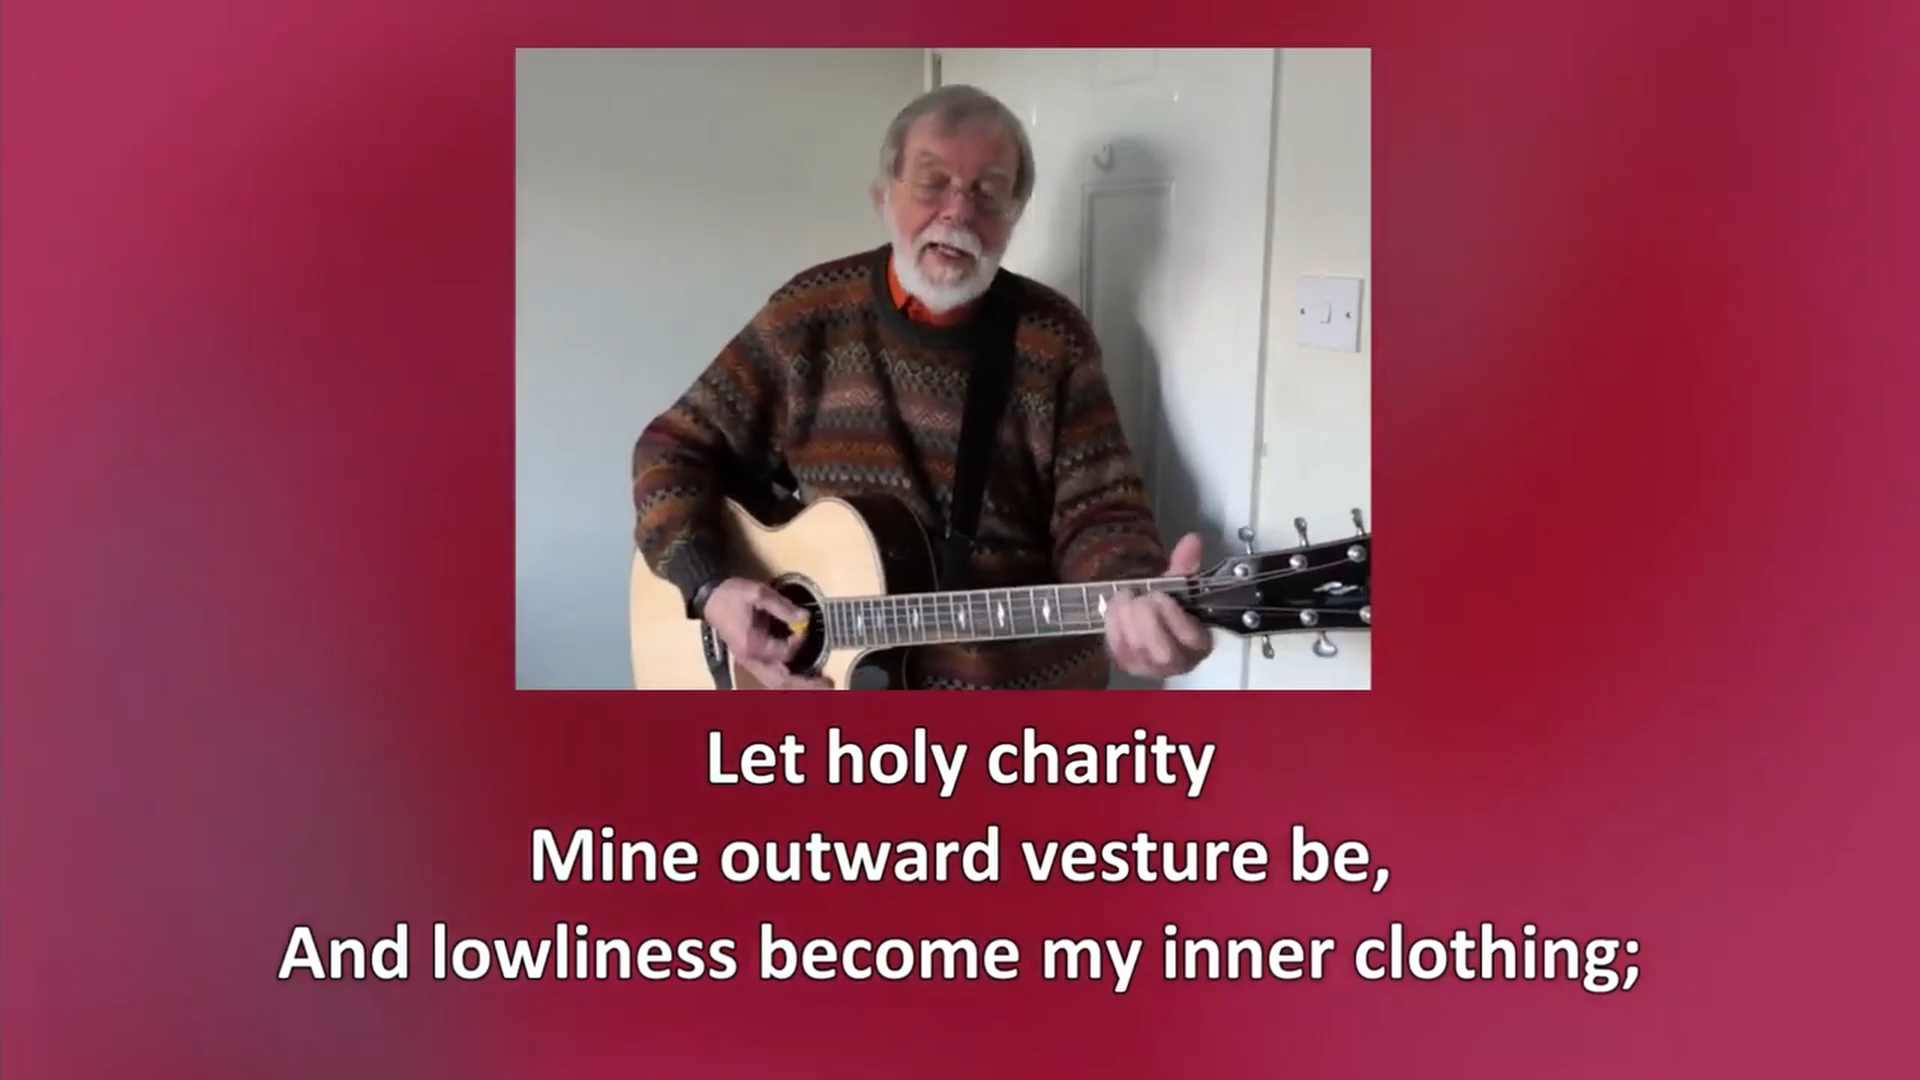 Let holy charity
Mine outward vesture be,
And lowliness become my inner clothing;